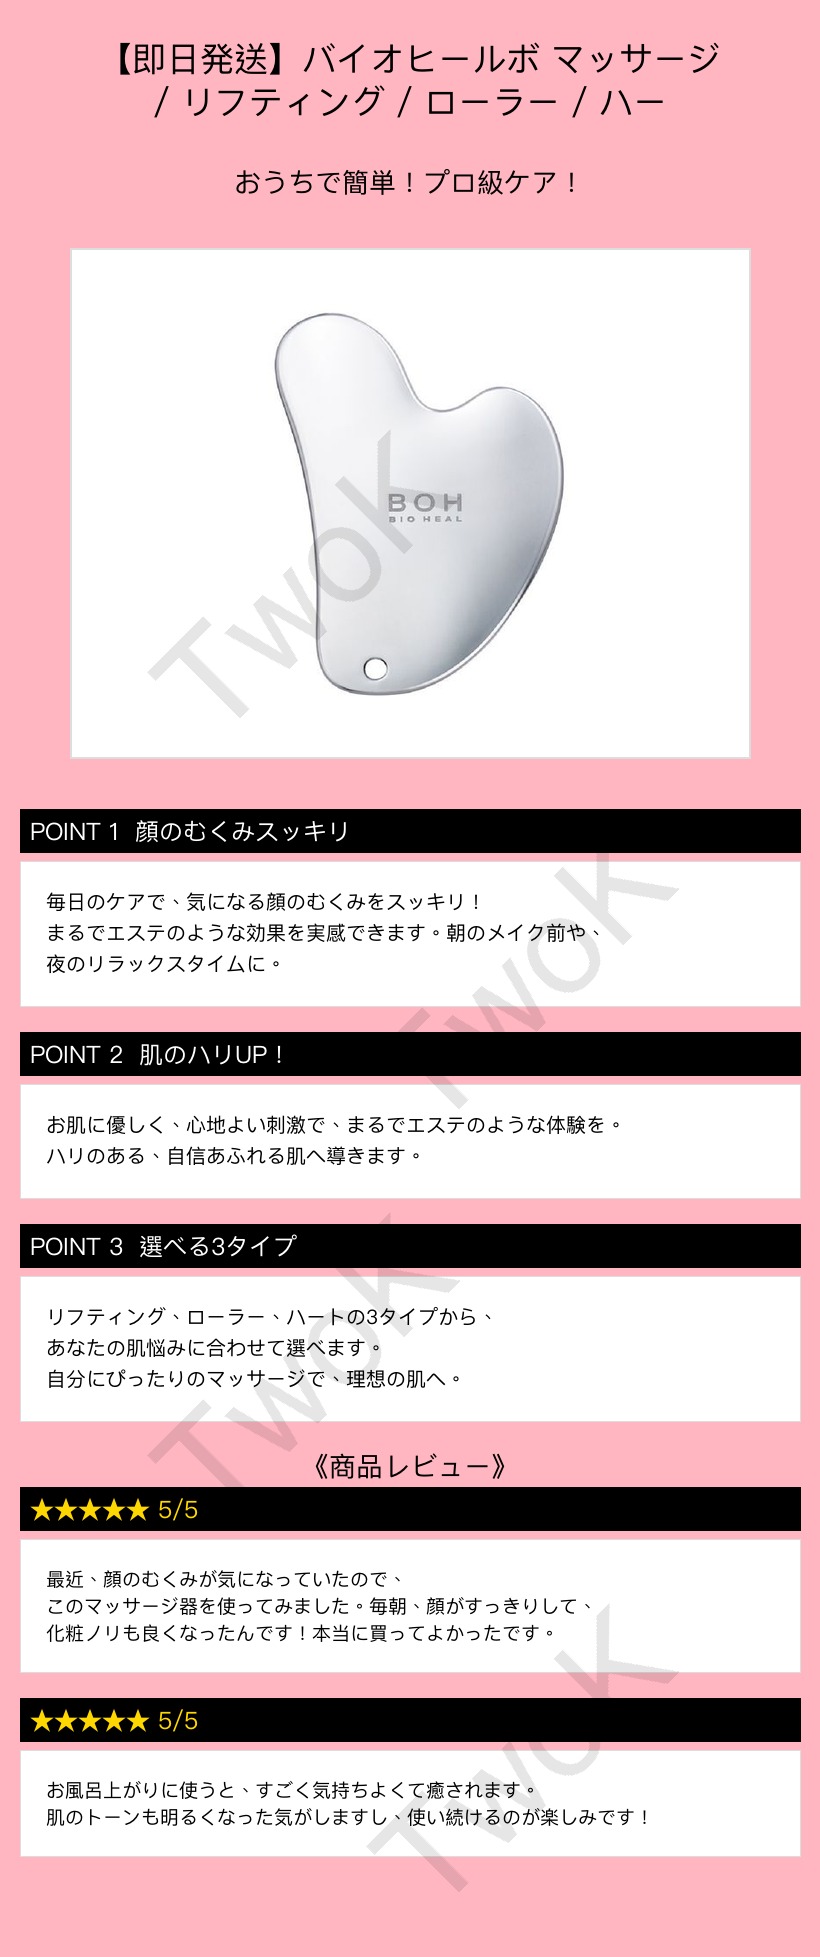 【即日発送】バイオヒールボ マッサージ
/ リフティング / ローラー / ハー
おうちで簡単！プロ級ケア！
BOH
BIO HEAL
TwoK
POINT 1 顔のむくみスッキリ
毎日のケアで、気になる顔のむくみをスッキリ！
まるでエステのような効果を実感できます。朝のメイク前や、
夜のリラックスタイムに。
TwoK
POINT 2 肌のハリUP！
お肌に優しく、心地よい刺激で、まるでエステのような体験を。
ハリのある、自信あふれる肌へ導きます。
POINT 3 選べる3タイプ
リフティング、ローラー、ハートの3タイプから、
あなたの肌悩みに合わせて選べます。
自分にぴったりのマッサージで、理想の肌へ。
TwoK
《商品レビュー》
★★★★★ 5/5
最近、顔のむくみが気になっていたので、
このマッサージ器を使ってみました。毎朝、顔がすっきりして、
化粧ノリも良くなったんです！本当に買ってよかったです。
★★★★★ 5/5
お風呂上がりに使うと、すごく気持ちよくて癒されます。
肌のトーンも明るくなった気がしますし、使い続けるのが楽しみです！
TwoK